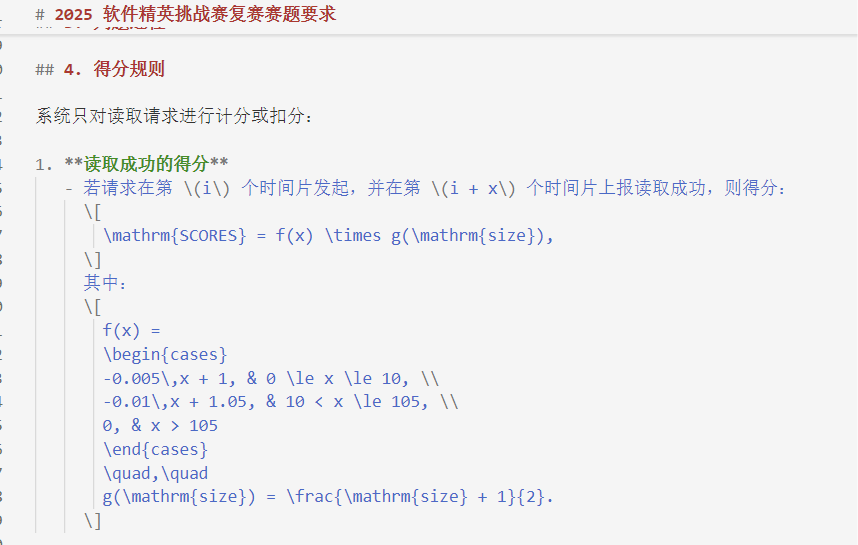 # 2025 软件精英挑战赛复赛赛题要求
## 4. 得分规则
系统只对读取请求进行计分或扣分：
1. **读取成功的得分**
- 若请求在第 \(i\) 个时间片发起，并在第 \(i + x\) 个时间片上报读取成功，则得分：
\[
\mathrm{SCORES} = f(x) \times g(\mathrm{size}),
\]
其中：
\[
f(x) =
\begin{cases}
-0.005\,x + 1, & 0 \le x \le 10, \\
-0.01\,x + 1.05, & 10 < x \le 105, \\
0, & x > 105
\end{cases}
\quad,\quad
g(\mathrm{size}) = \frac{\mathrm{size} + 1}{2}.
\]